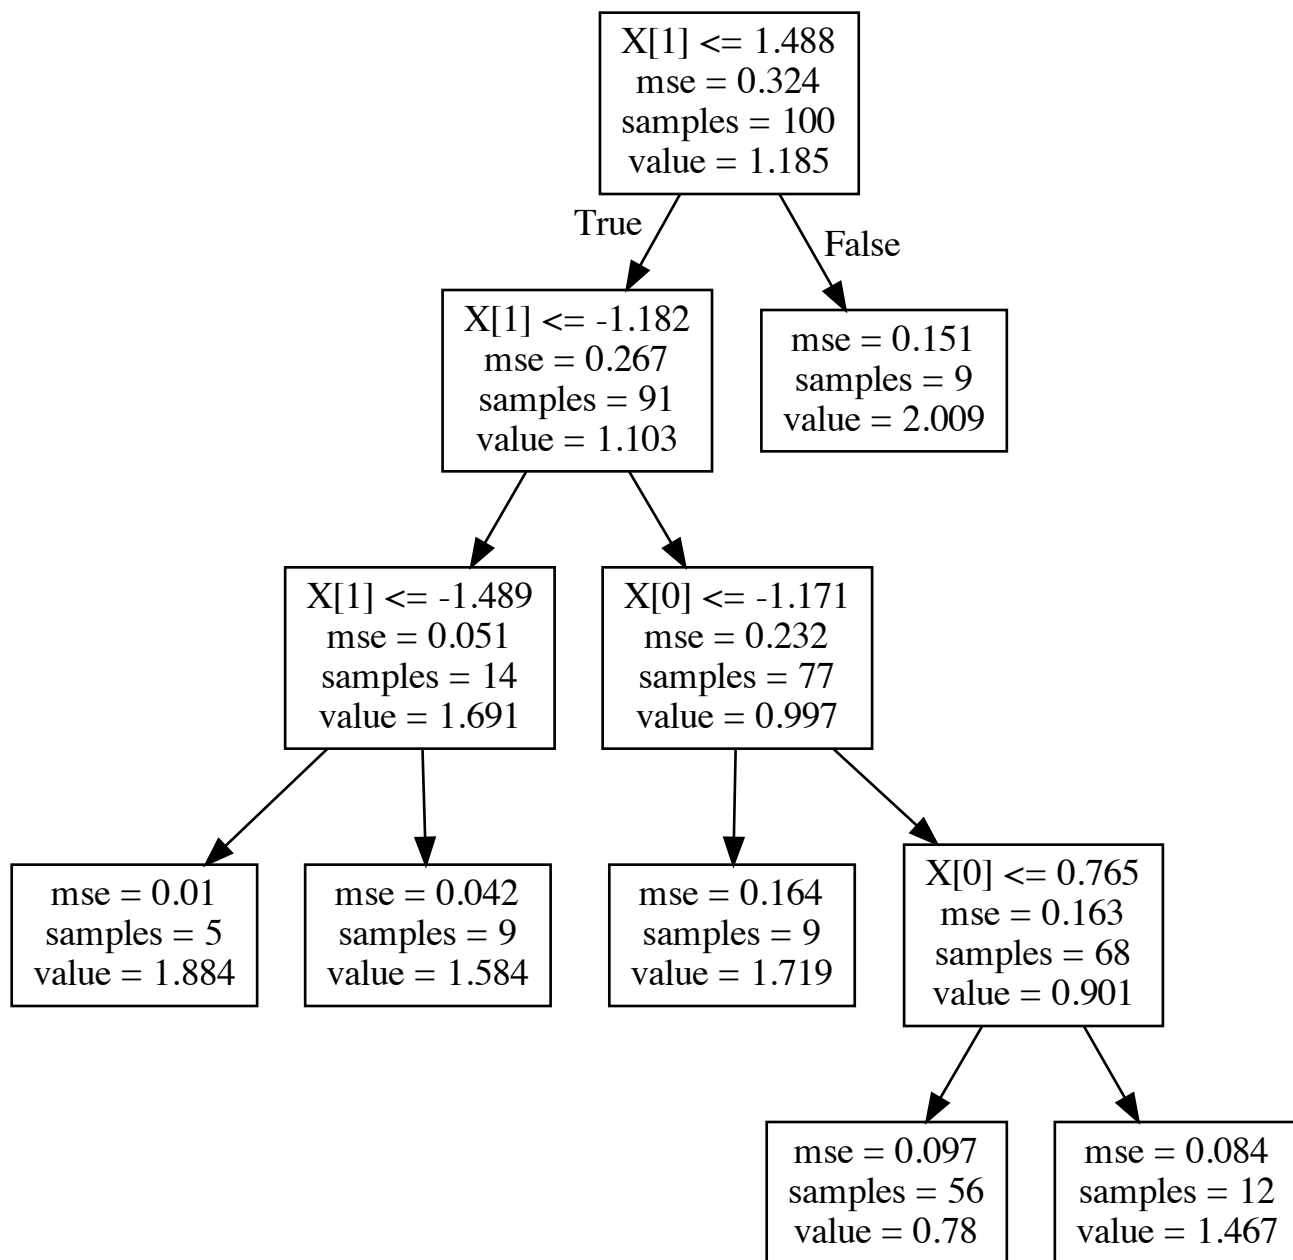 X[1] <= 1.488
mse = 0.324
samples = 100
value = 1.185
True
False
X[1] <= -1.182
mse = 0.267
samples = 91
value = 1.103
mse = 0.151
samples = 9
value = 2.009
X[1] <= -1.489
mse = 0.051
samples = 14
value = 1.691
X[0] <= -1.171
mse = 0.232
samples = 77
value = 0.997
mse = 0.01
samples = 5
value = 1.884
mse = 0.042
samples = 9
value = 1.584
mse = 0.164
samples = 9
value = 1.719
X[0] <= 0.765
mse = 0.163
samples = 68
value = 0.901
mse = 0.097
samples = 56
value = 0.78
mse = 0.084
samples = 12
value = 1.467